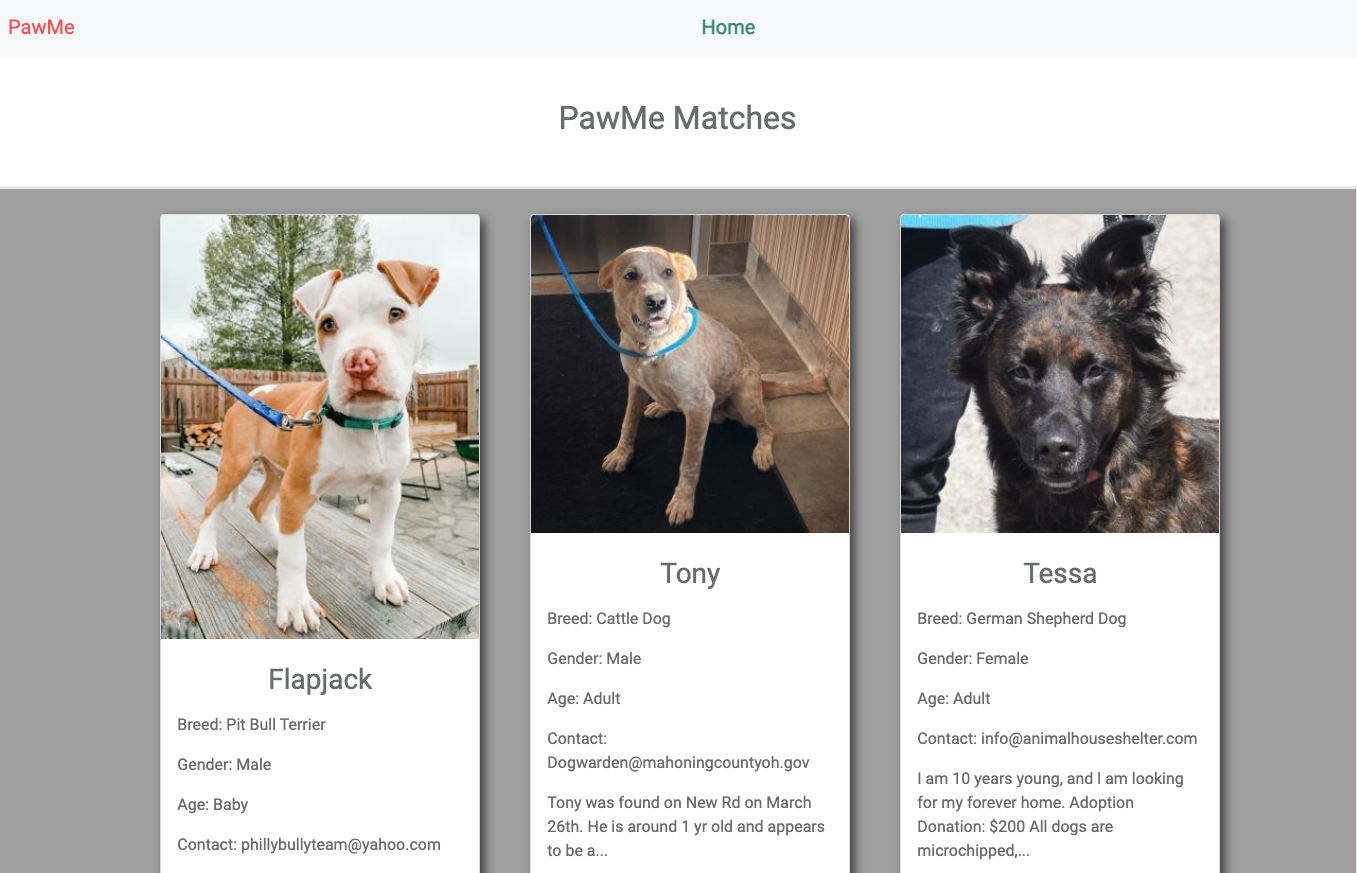 PawMe
Home
PawMe Matches
Flapjack
Breed: Pit Bull Terrier
Gender: Male
Age: Baby
Contact: phillybullyteam@yahoo.com
Tony
Breed: Cattle Dog
Gender: Male
Age: Adult
Contact:
Dogwarden@mahoningcountyoh.gov
Tony was found on New Rd on March
26th. He is around 1 yr old and appears
to be a...
Tessa
Breed: German Shepherd Dog
Gender: Female
Age: Adult
Contact: info@animalhouseshelter.com
I am 10 years young, and l am looking
for my forever home. Adoption
Donation: $200 All dogs are
microchipped,...